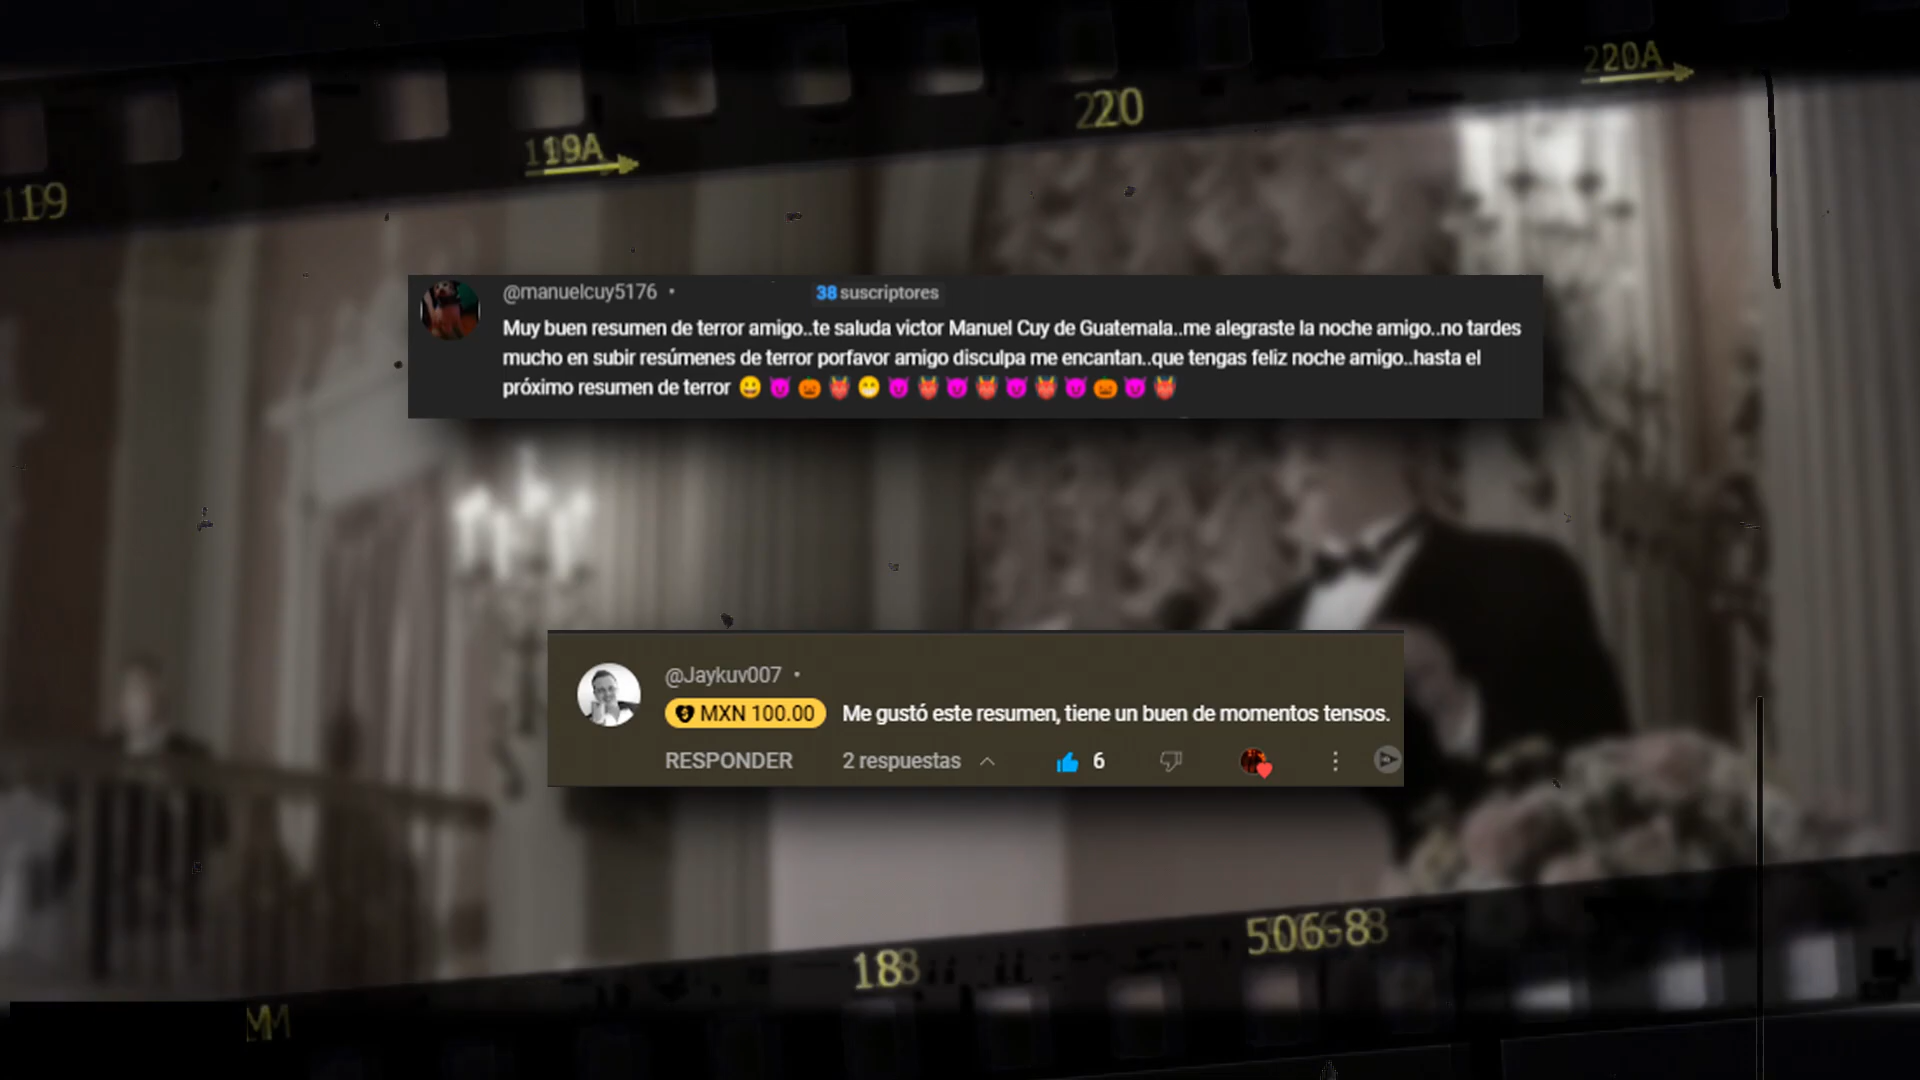 220A
220
119A
119
@manuelcuy5176 • 38 suscriptores
Muy buen resumen de terror amigo..te saluda victor Manuel Cuy de Guatemala..me alegraste la noche amigo..no tardes
mucho en subir resúmenes de terror porfavor amigo disculpa me encantan..que tengas feliz noche amigo..hasta el
próximo resumen de terror 😀 😈 🎃 👹 😁 😈 👹 😈 👹 😈 👹 😈 🎃 😈 👹
@Jaykuv007 •
MXN 100.00 Me gustó este resumen, tiene un buen de momentos tensos.
RESPONDER 2 respuestas 6
506-88
188